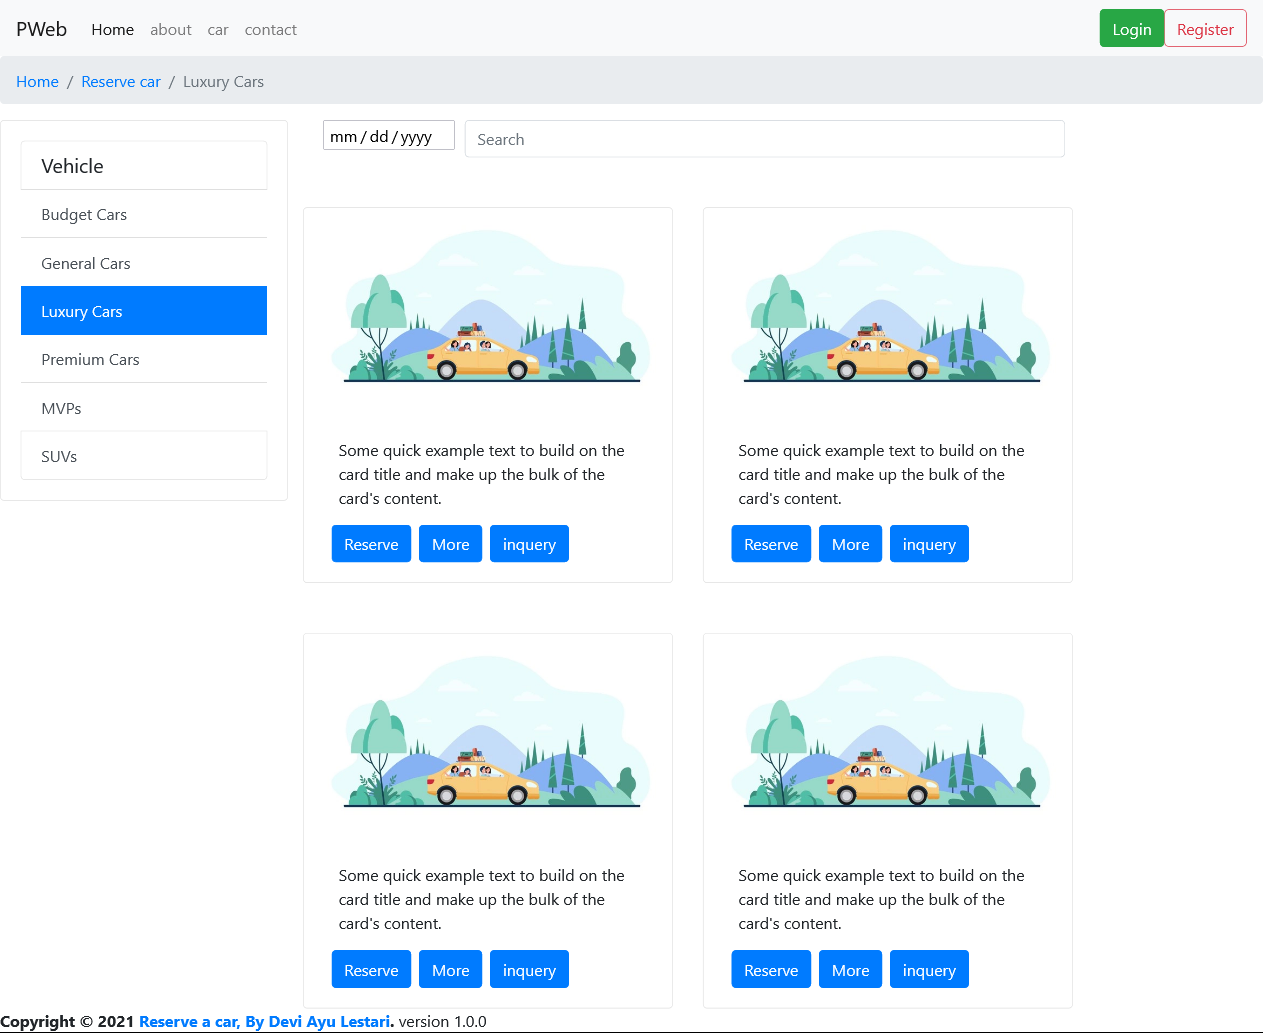 PWeb Home about car contact Login Register
Home / Reserve car / Luxury Cars
mm/dd/yyyy Search
Vehicle
Budget Cars
General Cars
Luxury Cars
Premium Cars
MVPs
SUVs
Some quick example text to build on the
card title and make up the bulk of the
card's content.
Reserve More inquery
Some quick example text to build on the
card title and make up the bulk of the
card's content.
Reserve More inquery
Some quick example text to build on the
card title and make up the bulk of the
card's content.
Reserve More inquery
Some quick example text to build on the
card title and make up the bulk of the
card's content.
Reserve More inquery
Copyright © 2021 Reserve a car, By Devi Ayu Lestari. version 1.0.0